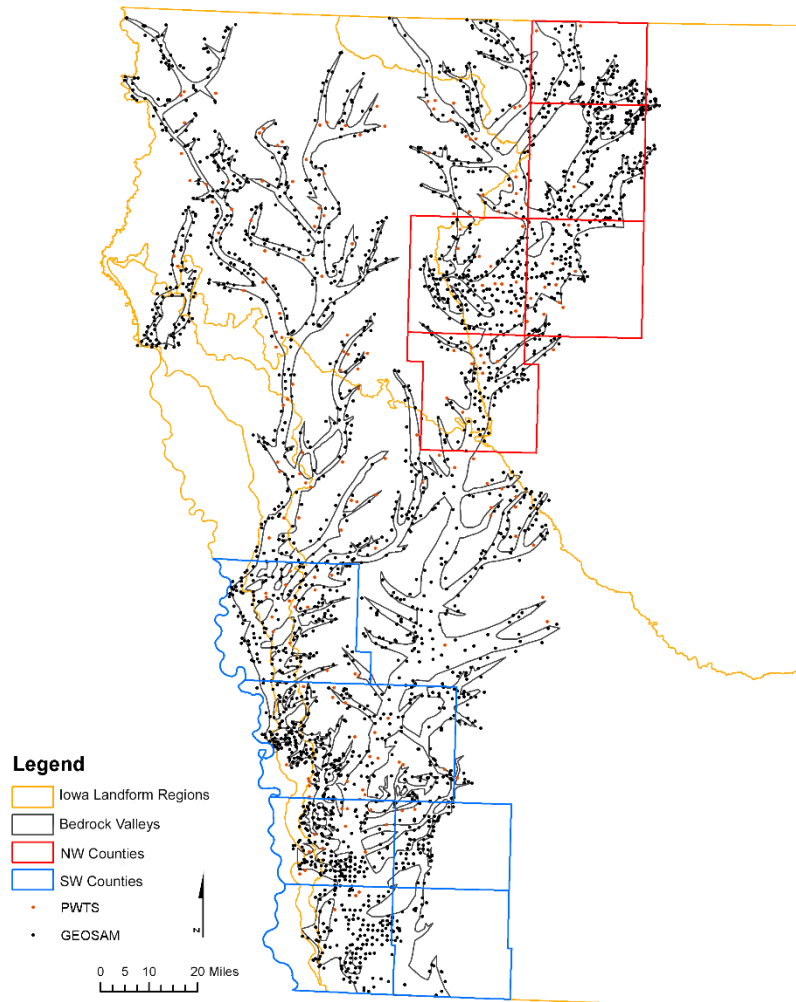 Legend
Iowa Landform Regions
Bedrock Valleys
NW Counties
SW Counties
PWTS
GEOSAM
N
0 5 10 20 Miles